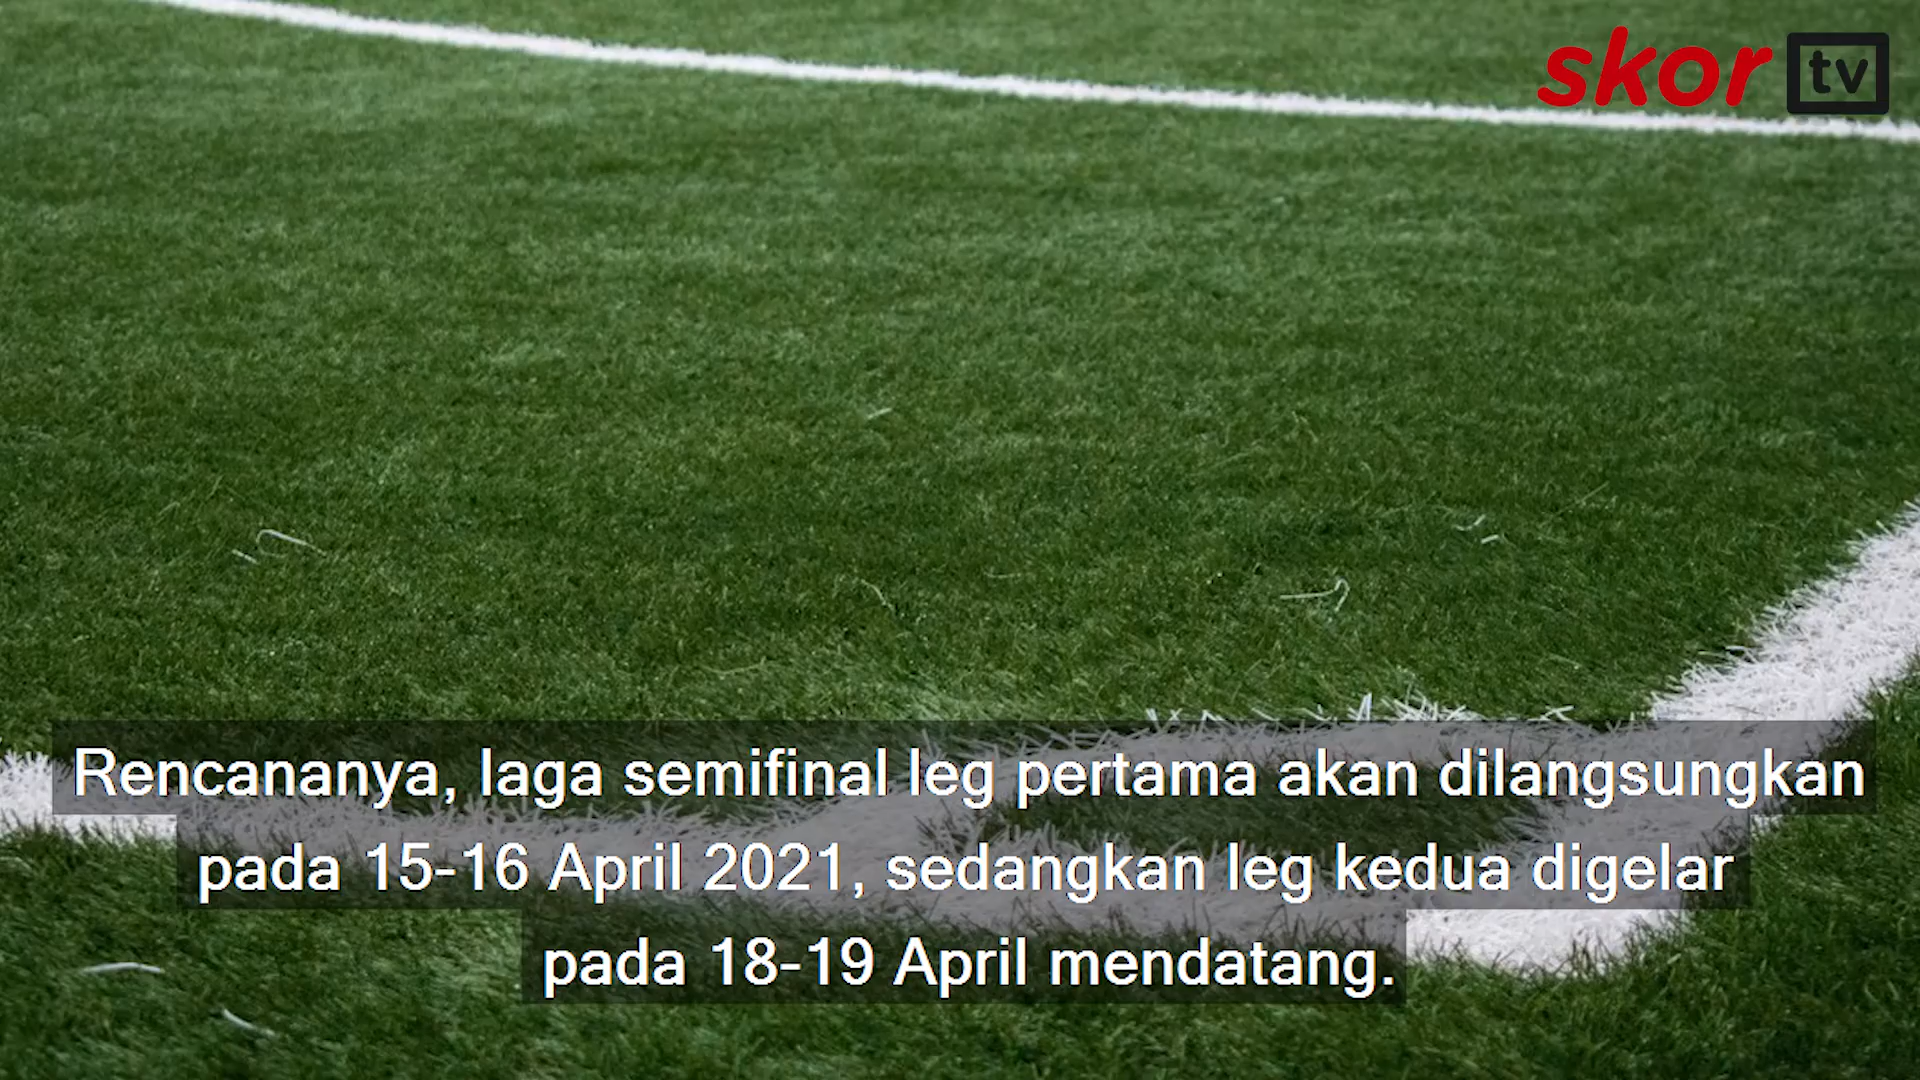 skor tv
Rencananya, laga semifinal leg pertama akan dilangsungkan
pada 15-16 April 2021, sedangkan leg kedua digelar
pada 18-19 April mendatang.